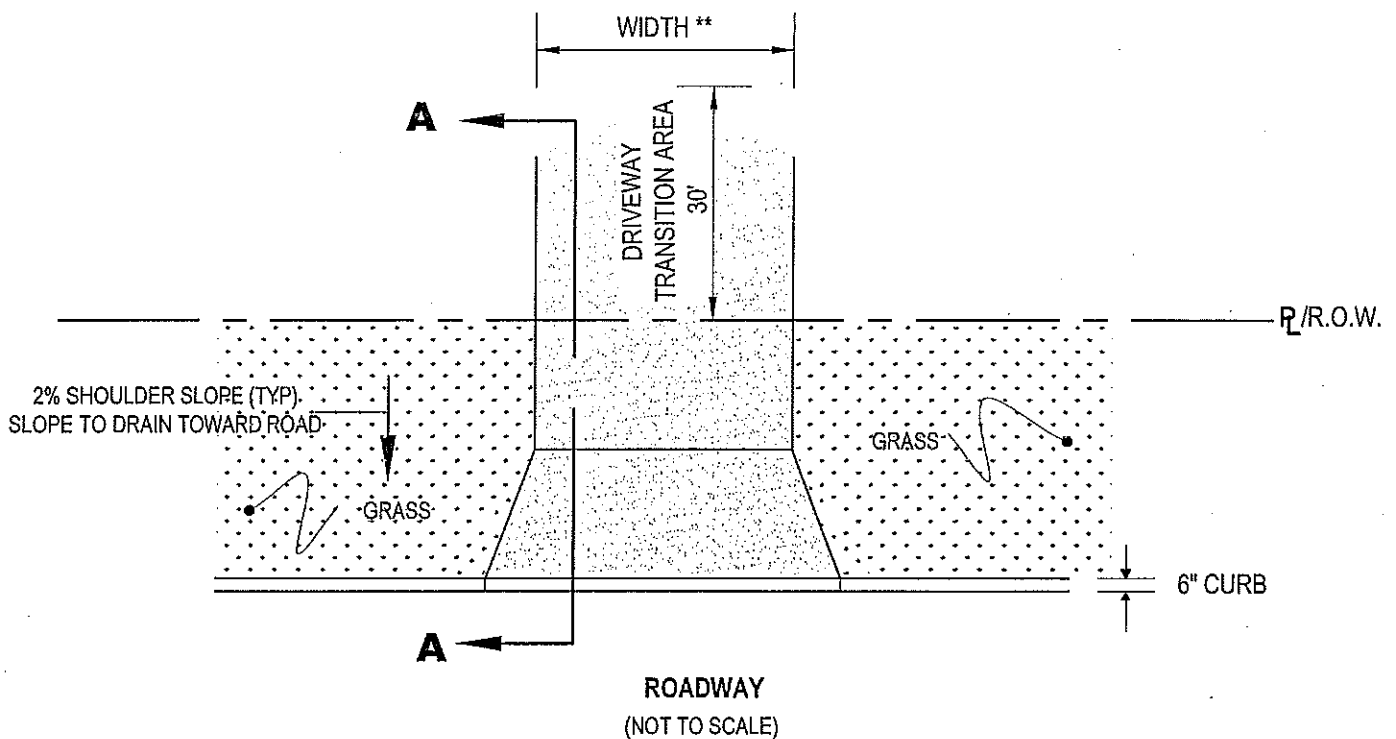 WIDTH **
A
DRIVEWAY
TRANSITION AREA
30'
PL/R.O.W.
2% SHOULDER SLOPE (TYP)
SLOPE TO DRAIN TOWARD ROAD
GRASS
GRASS
6" CURB
A
ROADWAY
(NOT TO SCALE)